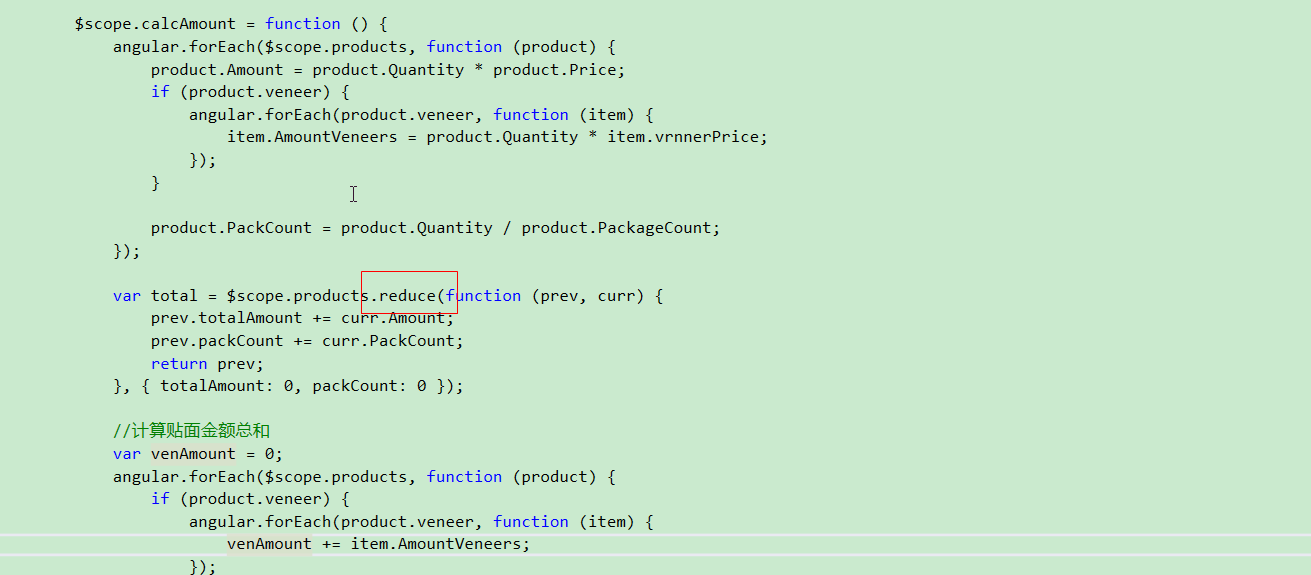 $scope.calcAmount = function () {
angular.forEach($scope.products, function (product) {
product.Amount = product.Quantity * product.Price;
if (product.veneer) {
angular.forEach(product.veneer, function (item) {
item.AmountVeneers = product.Quantity * item.vrnnerPrice;
});
}
product.PackCount = product.Quantity / product.PackageCount;
});
var total = $scope.products.reduce(function (prev, curr) {
prev.totalAmount += curr.Amount;
prev.packCount += curr.PackCount;
return prev;
}, { totalAmount: 0, packCount: 0 });
//计算贴面金额总和
var venAmount = 0;
angular.forEach($scope.products, function (product) {
if (product.veneer) {
angular.forEach(product.veneer, function (item) {
venAmount += item.AmountVeneers;
});